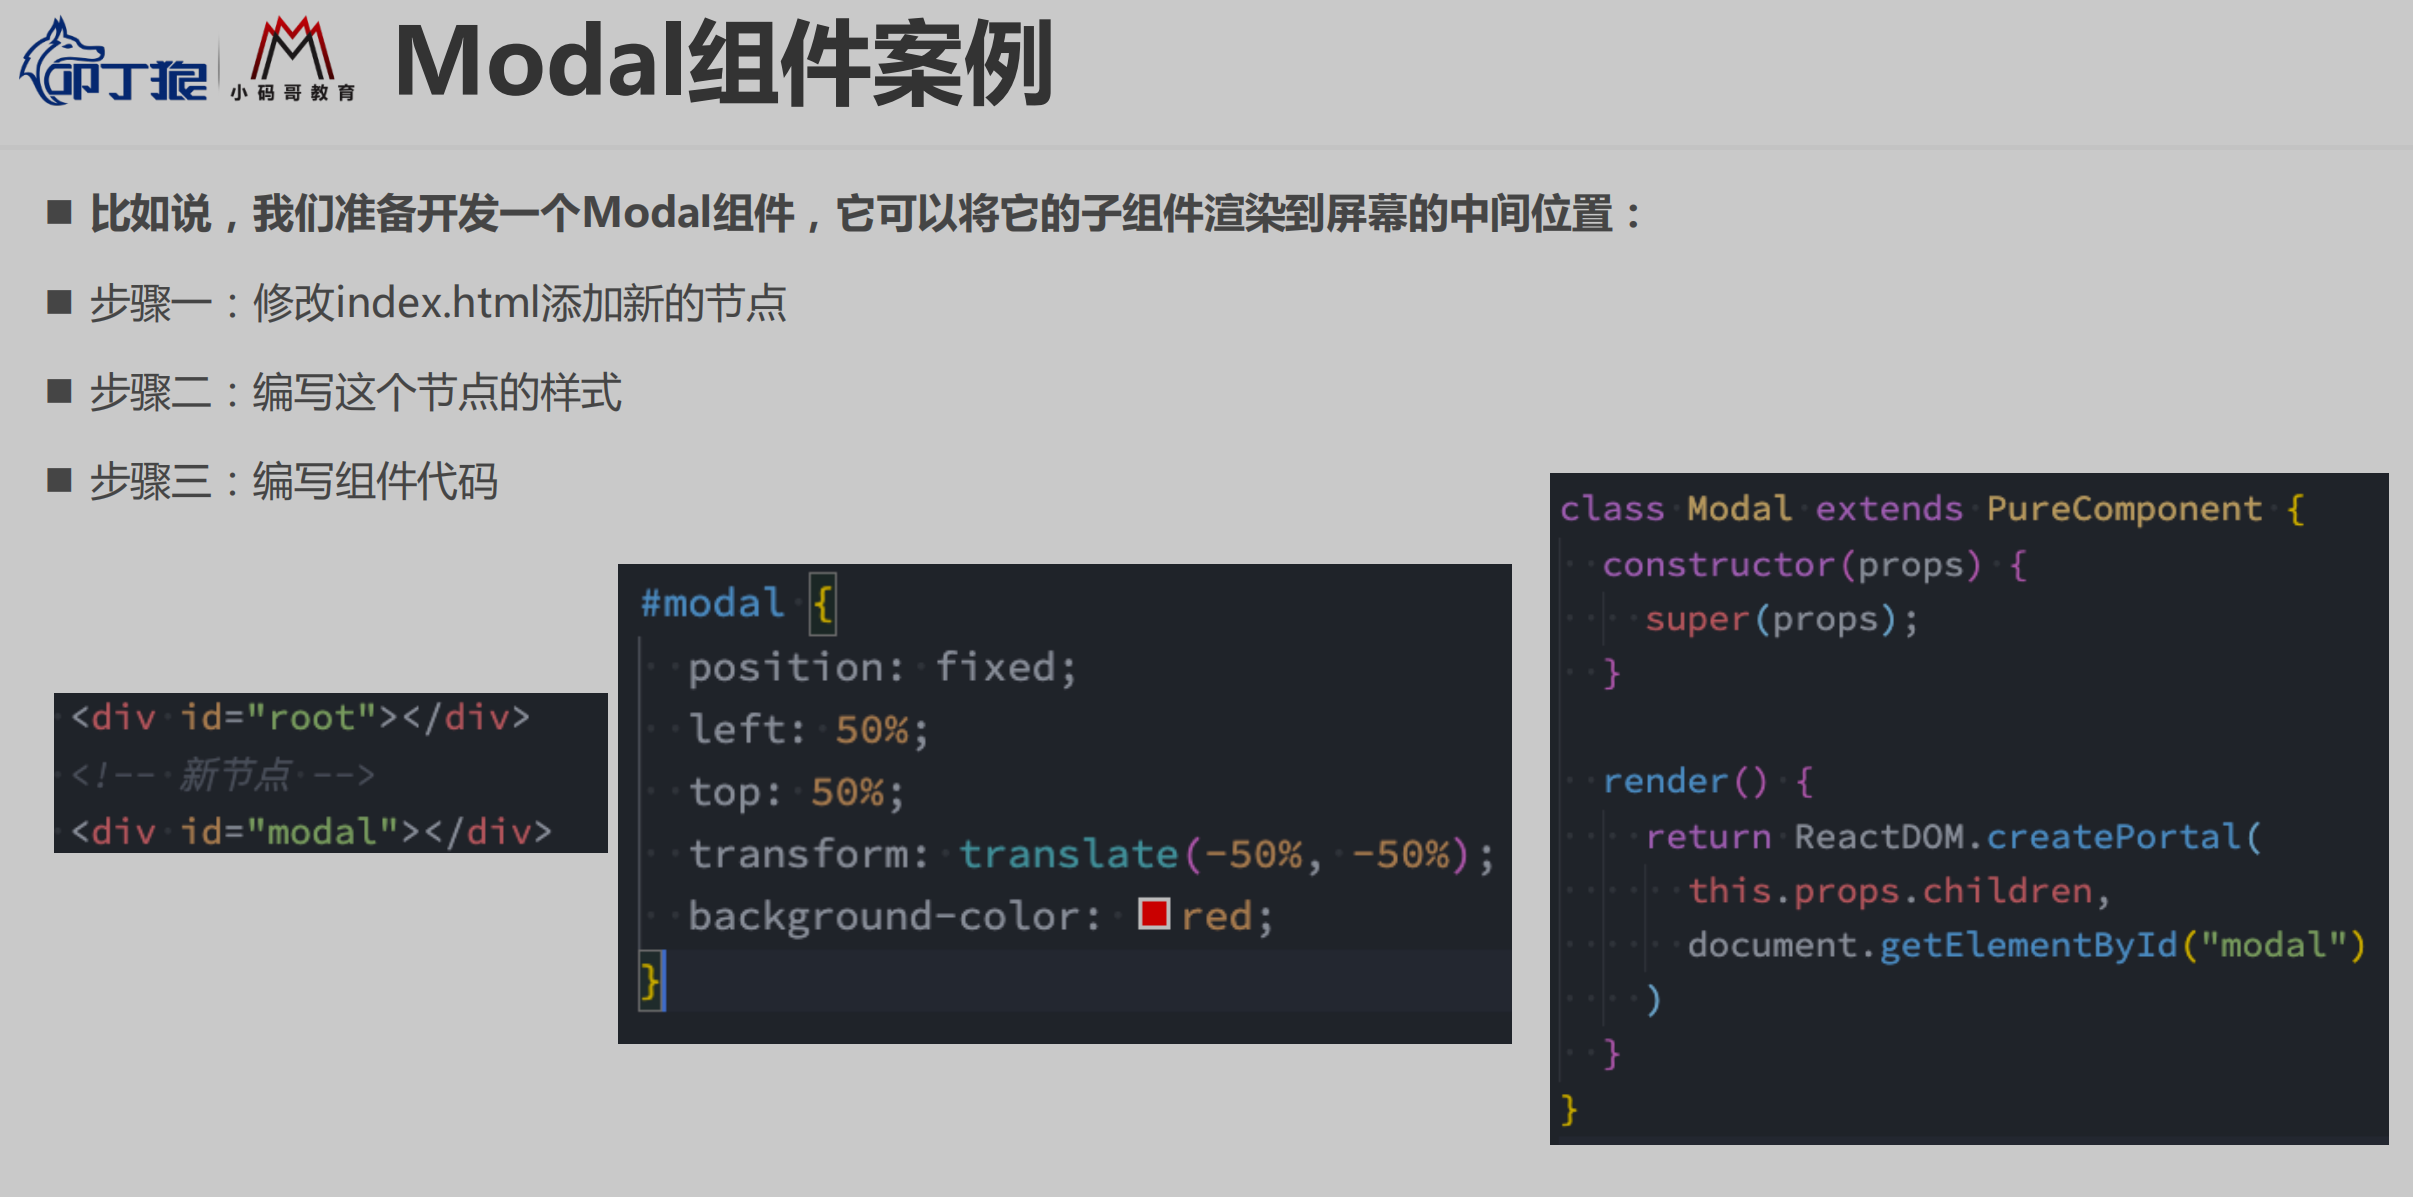 叩丁狼
小码哥教育
Modal组件案例
■ 比如说，我们准备开发一个Modal组件，它可以将它的子组件渲染到屏幕的中间位置：
■ 步骤一：修改index.html添加新的节点
■ 步骤二：编写这个节点的样式
■ 步骤三：编写组件代码
<div id="root"></div>
<!-- 新节点 -->
<div id="modal"></div>
#modal {
  position: fixed;
  left: 50%;
  top: 50%;
  transform: translate(-50%, -50%);
  background-color: red;
}
class Modal extends PureComponent {
  constructor(props) {
    super(props);
  }
  render() {
    return ReactDOM.createPortal(
      this.props.children,
      document.getElementById("modal")
    )
  }
}